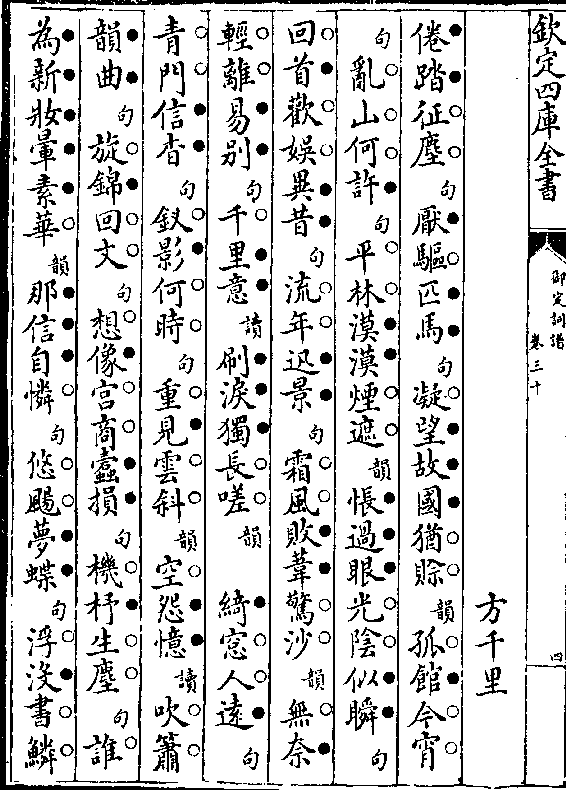 欽定四庫全書
御定詞譜
卷三十
四
方千里
倦踏征塵句厭驅匹馬句凝望故國猶賒韻孤館今宵
句亂山何許句平林漠漠煙遮韻悵過眼光陰似瞬句
回首歡娛異昔句流年迅景句霜風敗葦驚沙韻無奈
輕離易别句千里意讀刷淚獨長嗟韻綺窓人遠句
青門信杳句釵影何時句重見雲斜韻空怨憶讀吹簫
韻曲句旋錦回文句想像宫商蠹損句機杼生塵句誰
為新妝暈素華韻那信自憐句悠颺夢蝶句浮没書鱗